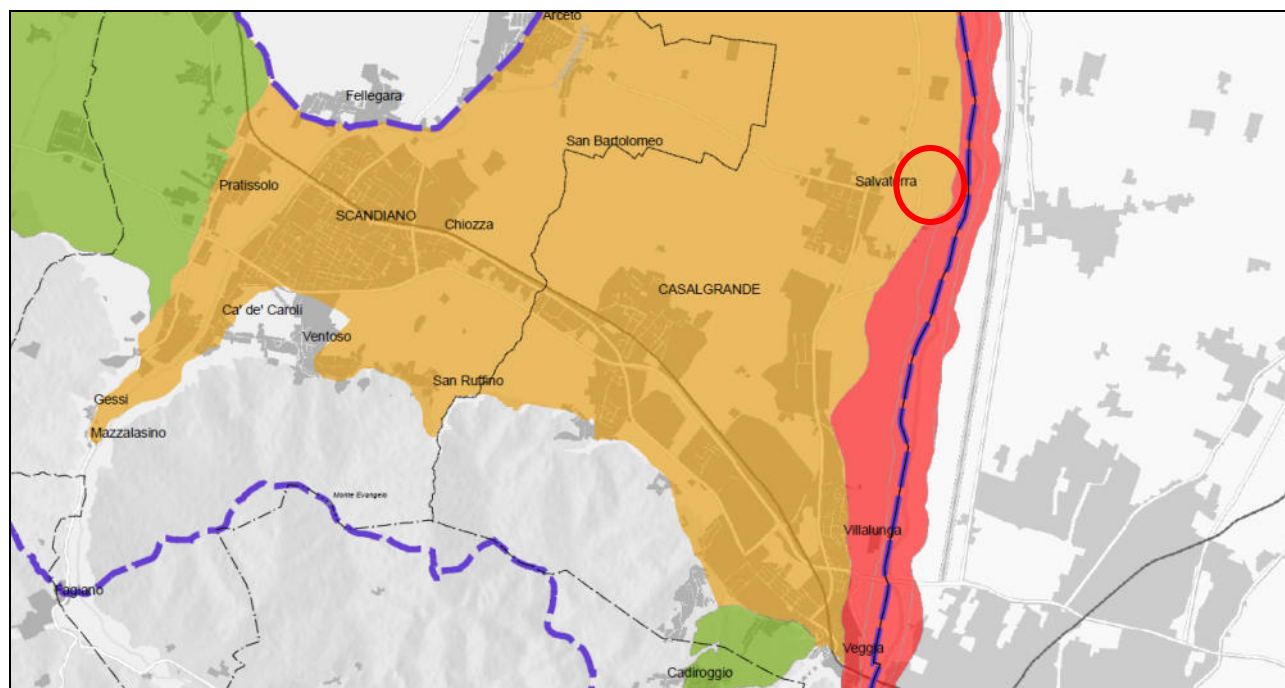 Arceto
Fellegara
San Bartolomeo
Salvaterra
Pratissolo
SCANDIANO
Chiozza
CASALGRANDE
Ca' de' Caroli
Ventoso
San Ruffino
Gessi
Mazzalasino
Monte Evangelo
Villalunga
Fagiano
Veggia
Cadiroggio